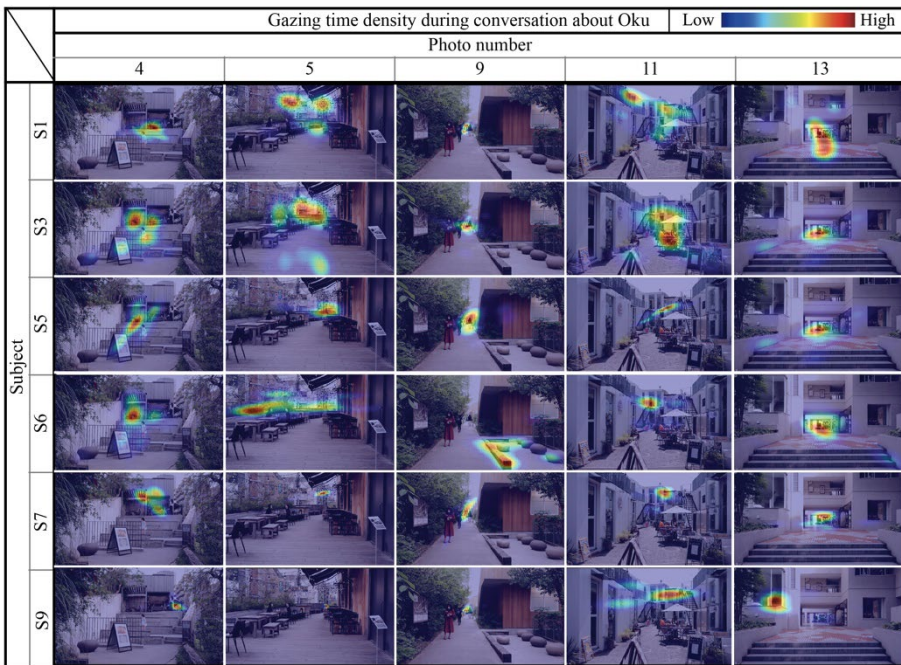 Gazing time density during conversation about Oku
Low High
Photo number
4 5 9 11 13
Subject
S1
S3
S5
S6
S7
S9